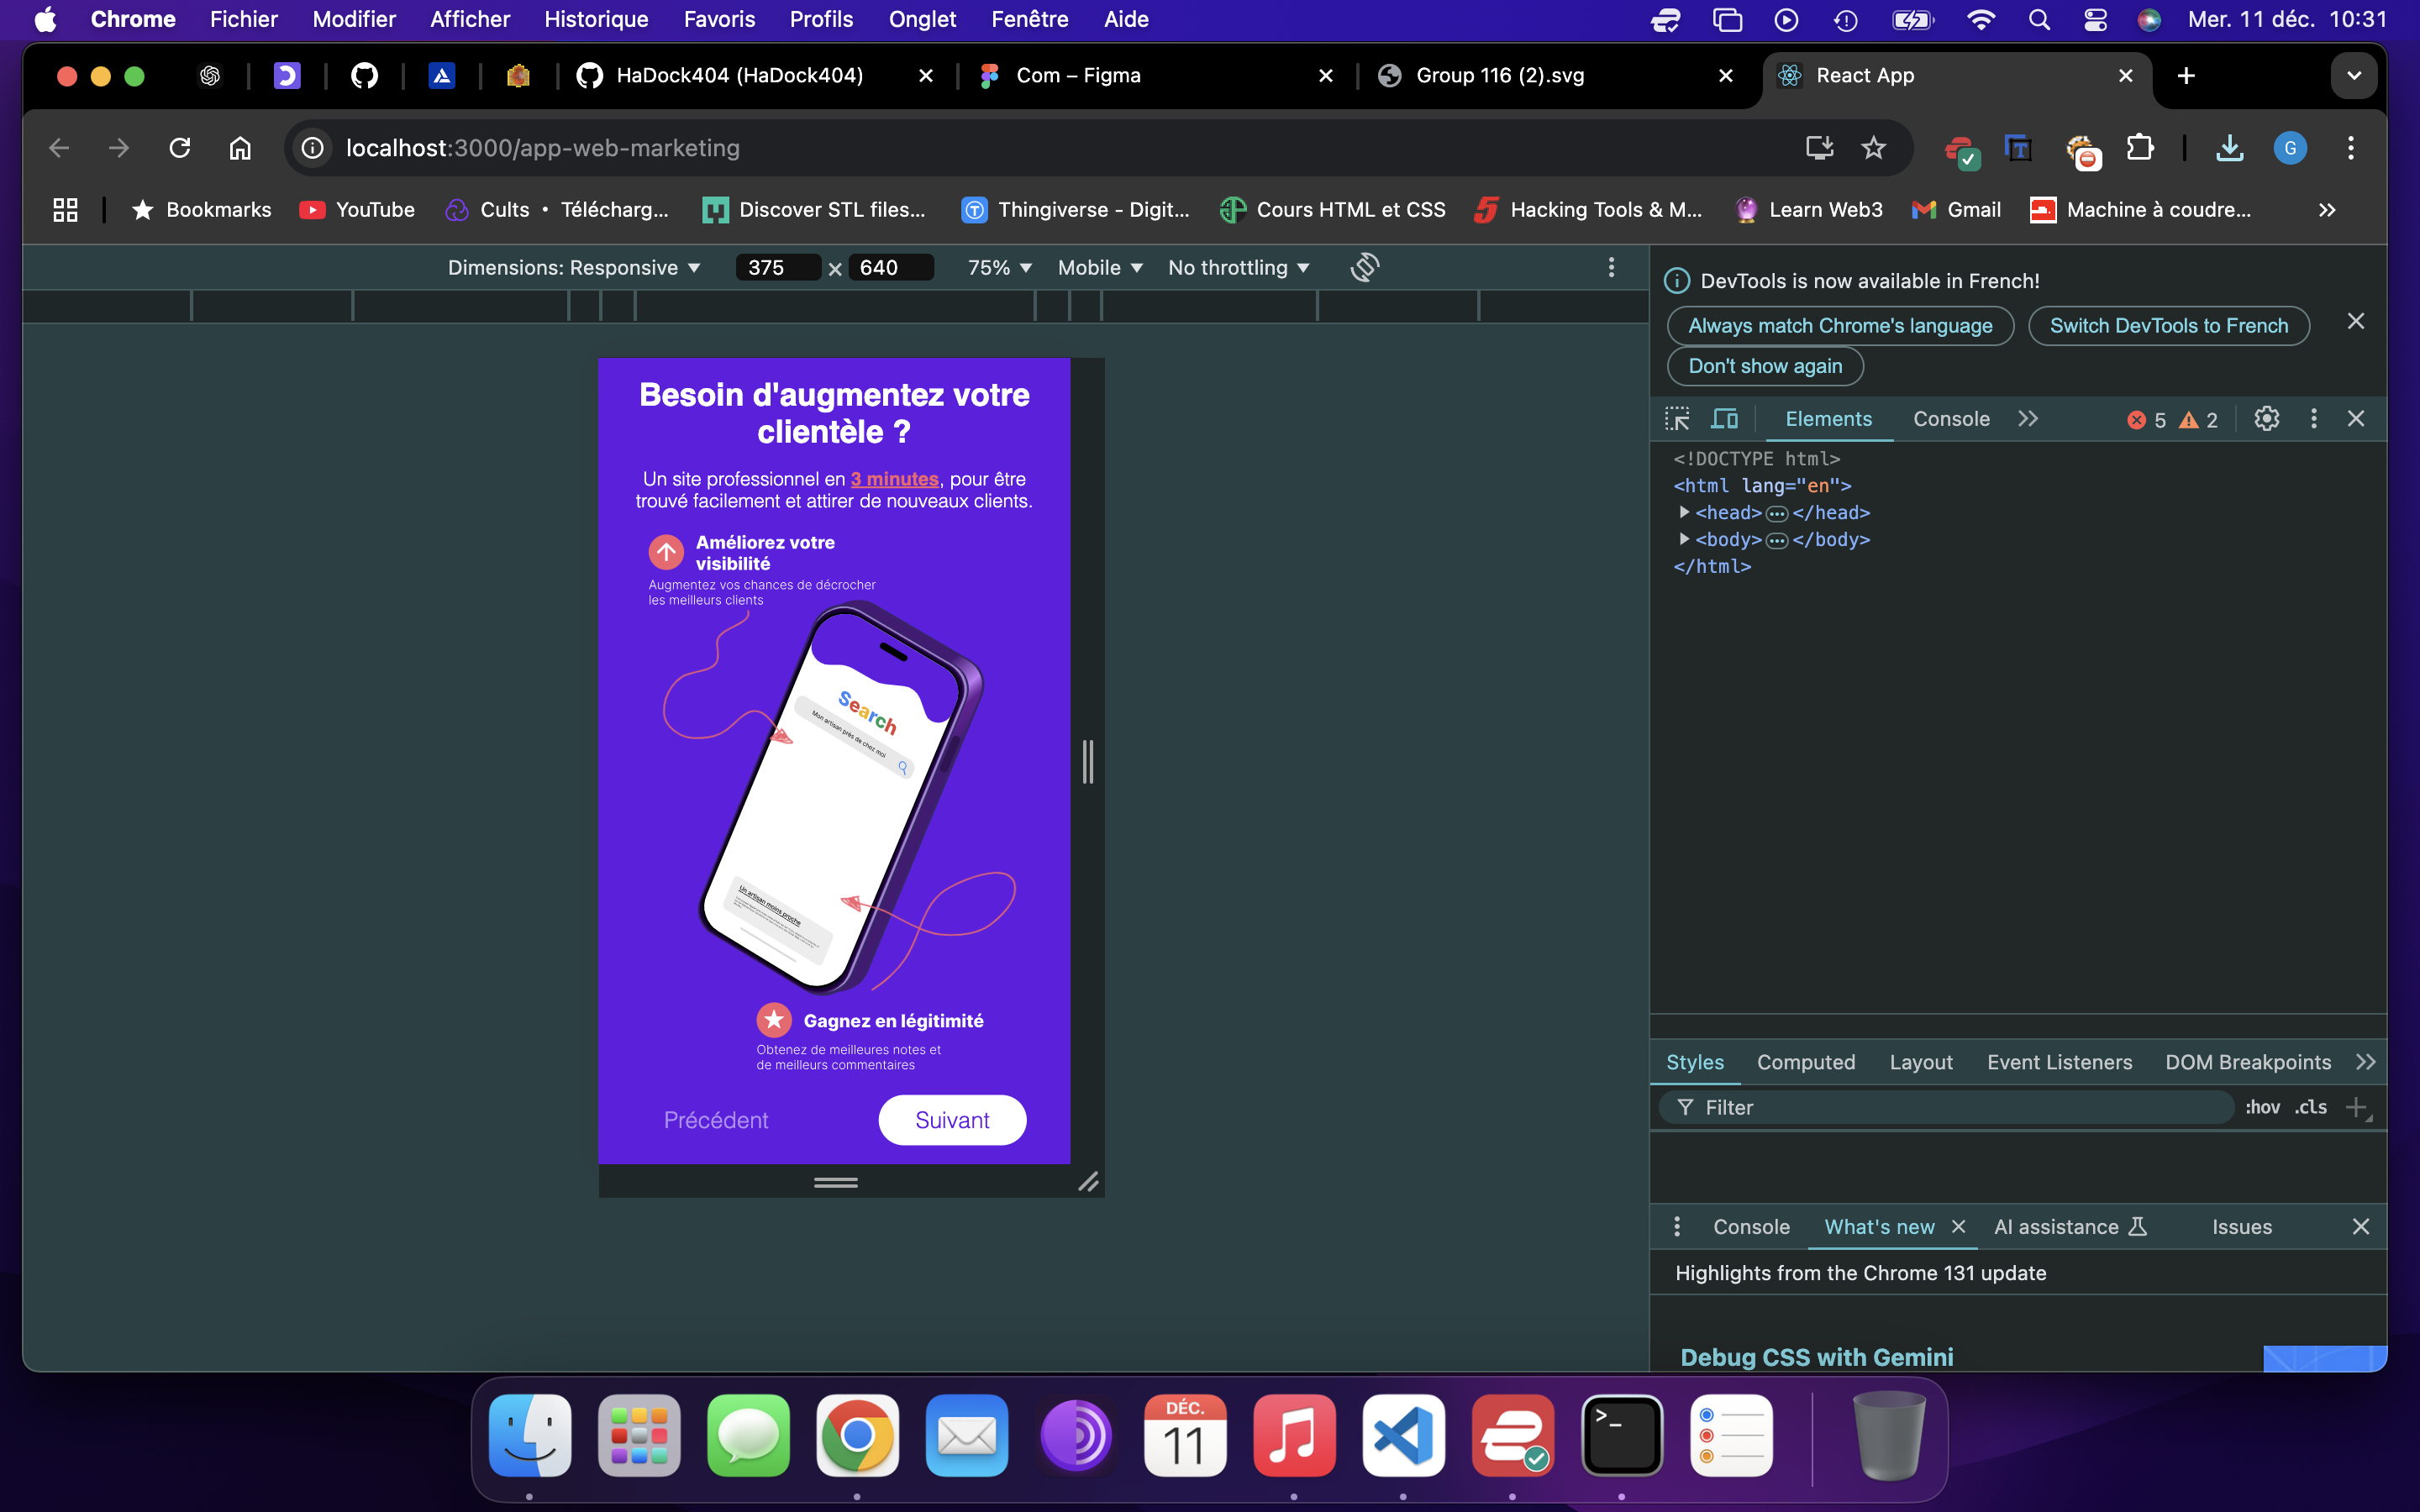 Chrome Fichier Modifier Afficher Historique Favoris Profils Onglet Fenêtre Aide Mer. 11 déc. 10:31
HaDock404 (HaDock404) Com – Figma Group 116 (2).svg React App
localhost:3000/app-web-marketing G
Bookmarks YouTube Cults • Télécharg... Discover STL files... Thingiverse - Digit... Cours HTML et CSS Hacking Tools & M... Learn Web3 Gmail Machine à coudre...
Dimensions: Responsive 375 x 640 75% Mobile No throttling
Besoin d'augmentez votre
clientèle ?
Un site professionnel en 3 minutes, pour être
trouvé facilement et attirer de nouveaux clients.
Améliorez votre
visibilité
Augmentez vos chances de décrocher
les meilleurs clients
Search
Mon artisan près de chez moi
Un artisan moins proche
Gagnez en légitimité
Obtenez de meilleures notes et
de meilleurs commentaires
Précédent Suivant
DevTools is now available in French!
Always match Chrome's language Switch DevTools to French
Don't show again
Elements Console 5 2
<!DOCTYPE html>
<html lang="en">
<head> ... </head>
<body> ... </body>
</html>
Styles Computed Layout Event Listeners DOM Breakpoints
Filter :hov .cls
Console What's new AI assistance Issues
Highlights from the Chrome 131 update
Debug CSS with Gemini
DÉC.
11
>_